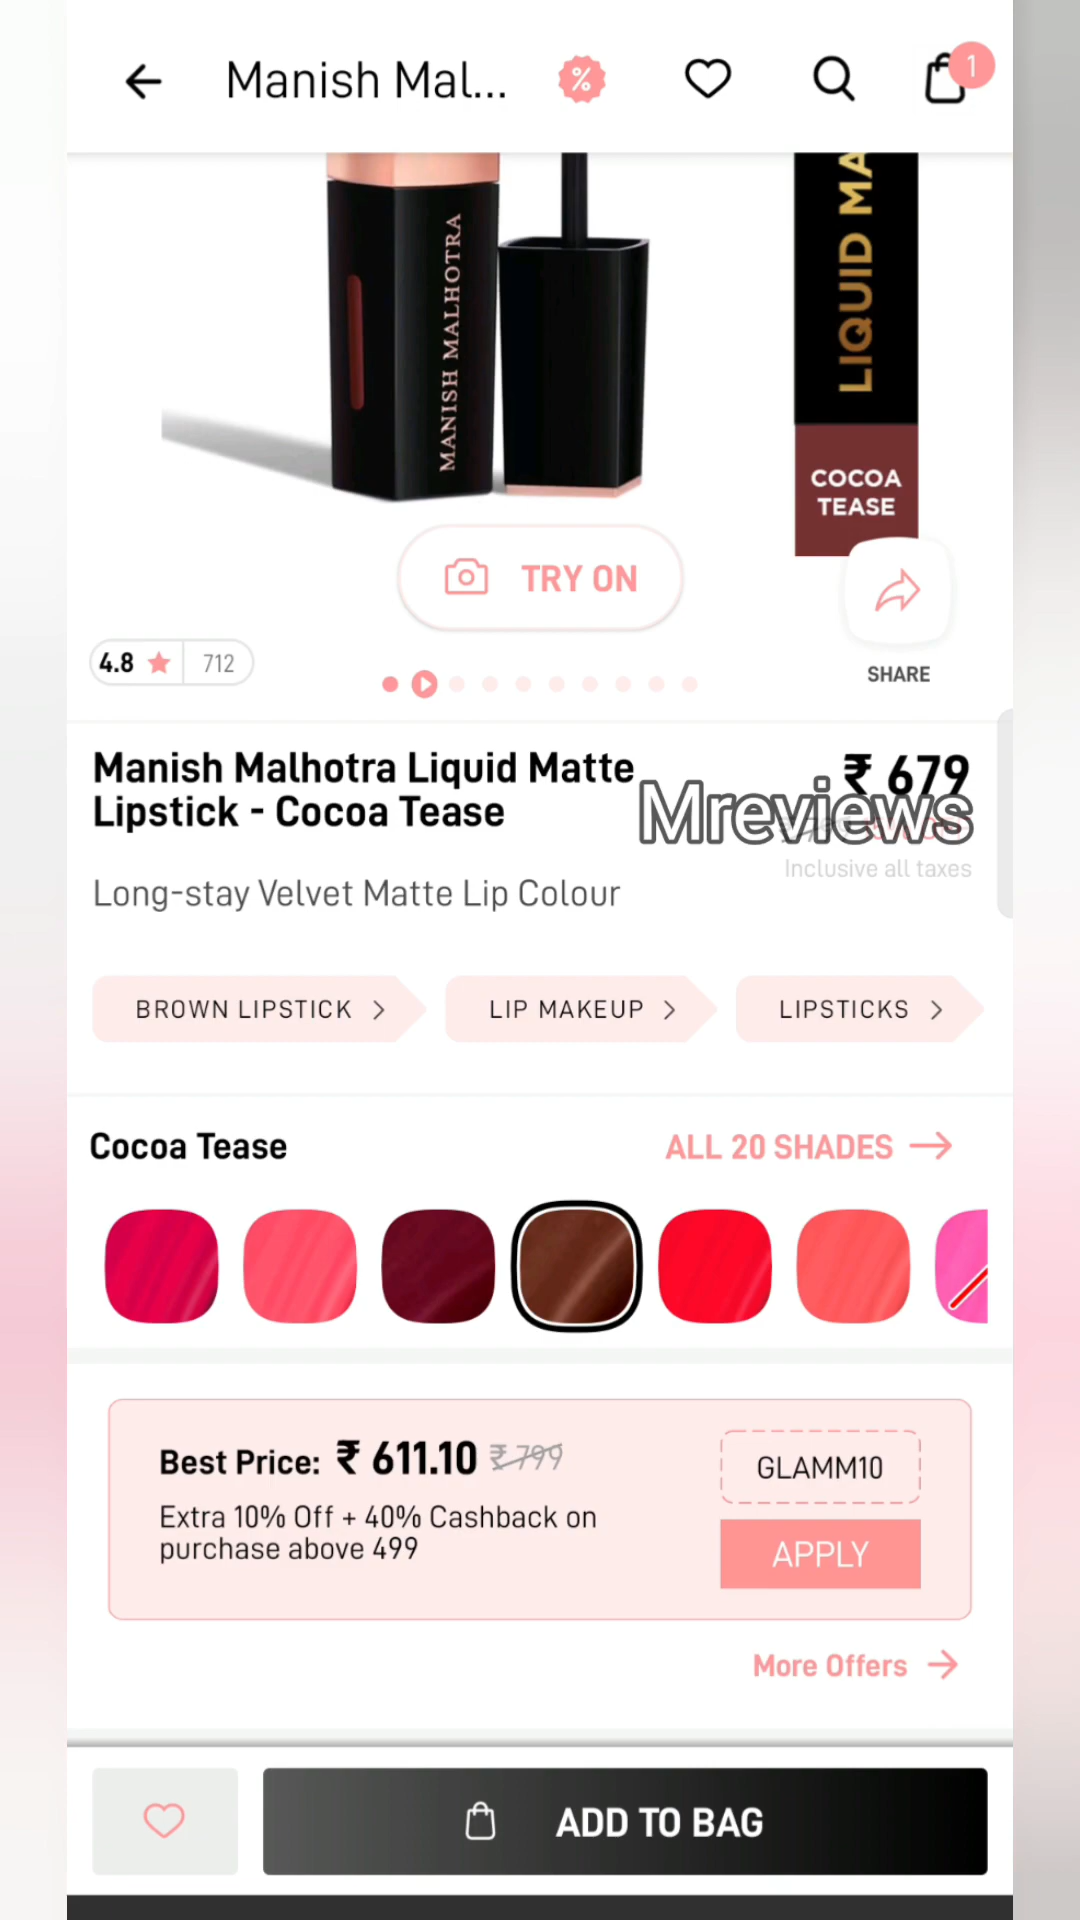 Manish Mal...
%
1
MANISH MALHOTRA
LIQUID MA
COCOA
TEASE
TRY ON
4.8
712
SHARE
Manish Malhotra Liquid Matte
Lipstick - Cocoa Tease
₹ 679
Mreviews
Inclusive all taxes
Long-stay Velvet Matte Lip Colour
BROWN LIPSTICK >
LIP MAKEUP >
LIPSTICKS >
Cocoa Tease
ALL 20 SHADES
Best Price: ₹ 611.10 ₹ 799
Extra 10% Off + 40% Cashback on
purchase above 499
GLAMM10
APPLY
More Offers
ADD TO BAG